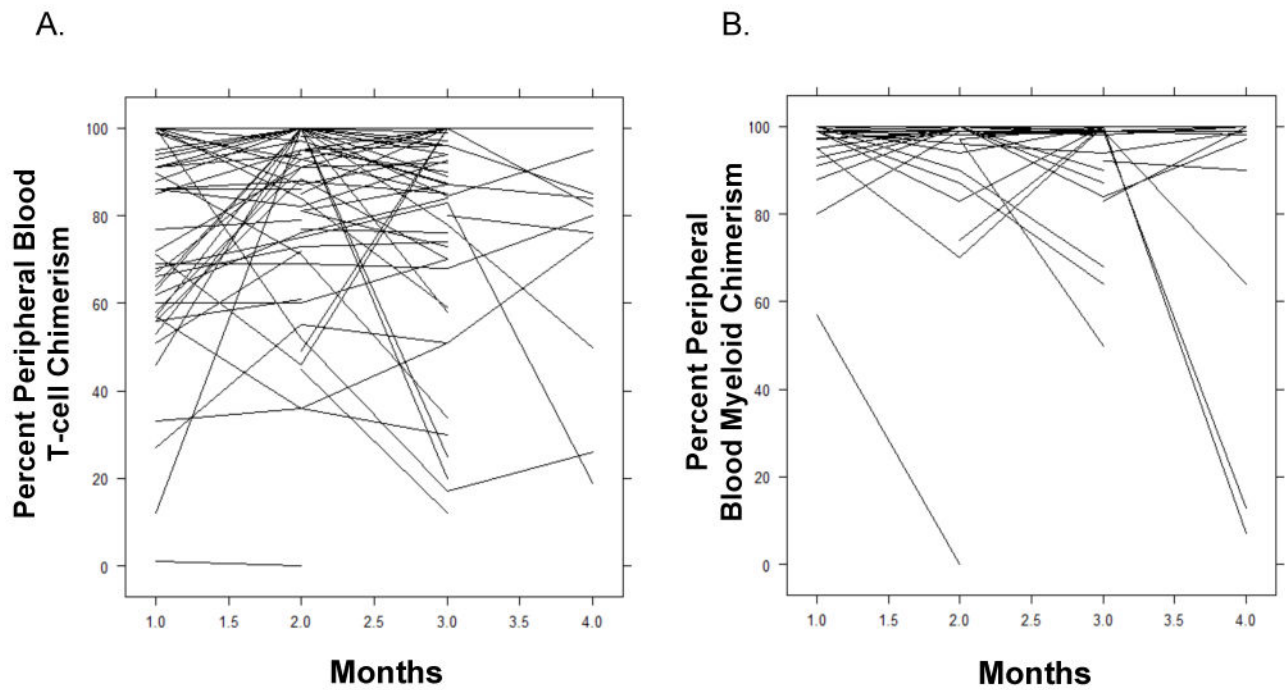 A.
Percent Peripheral Blood
T-cell Chimerism
100
80
60
40
20
0
1.0 1.5 2.0 2.5 3.0 3.5 4.0
Months
B.
Percent Peripheral
Blood Myeloid Chimerism
100
80
60
40
20
0
1.0 1.5 2.0 2.5 3.0 3.5 4.0
Months